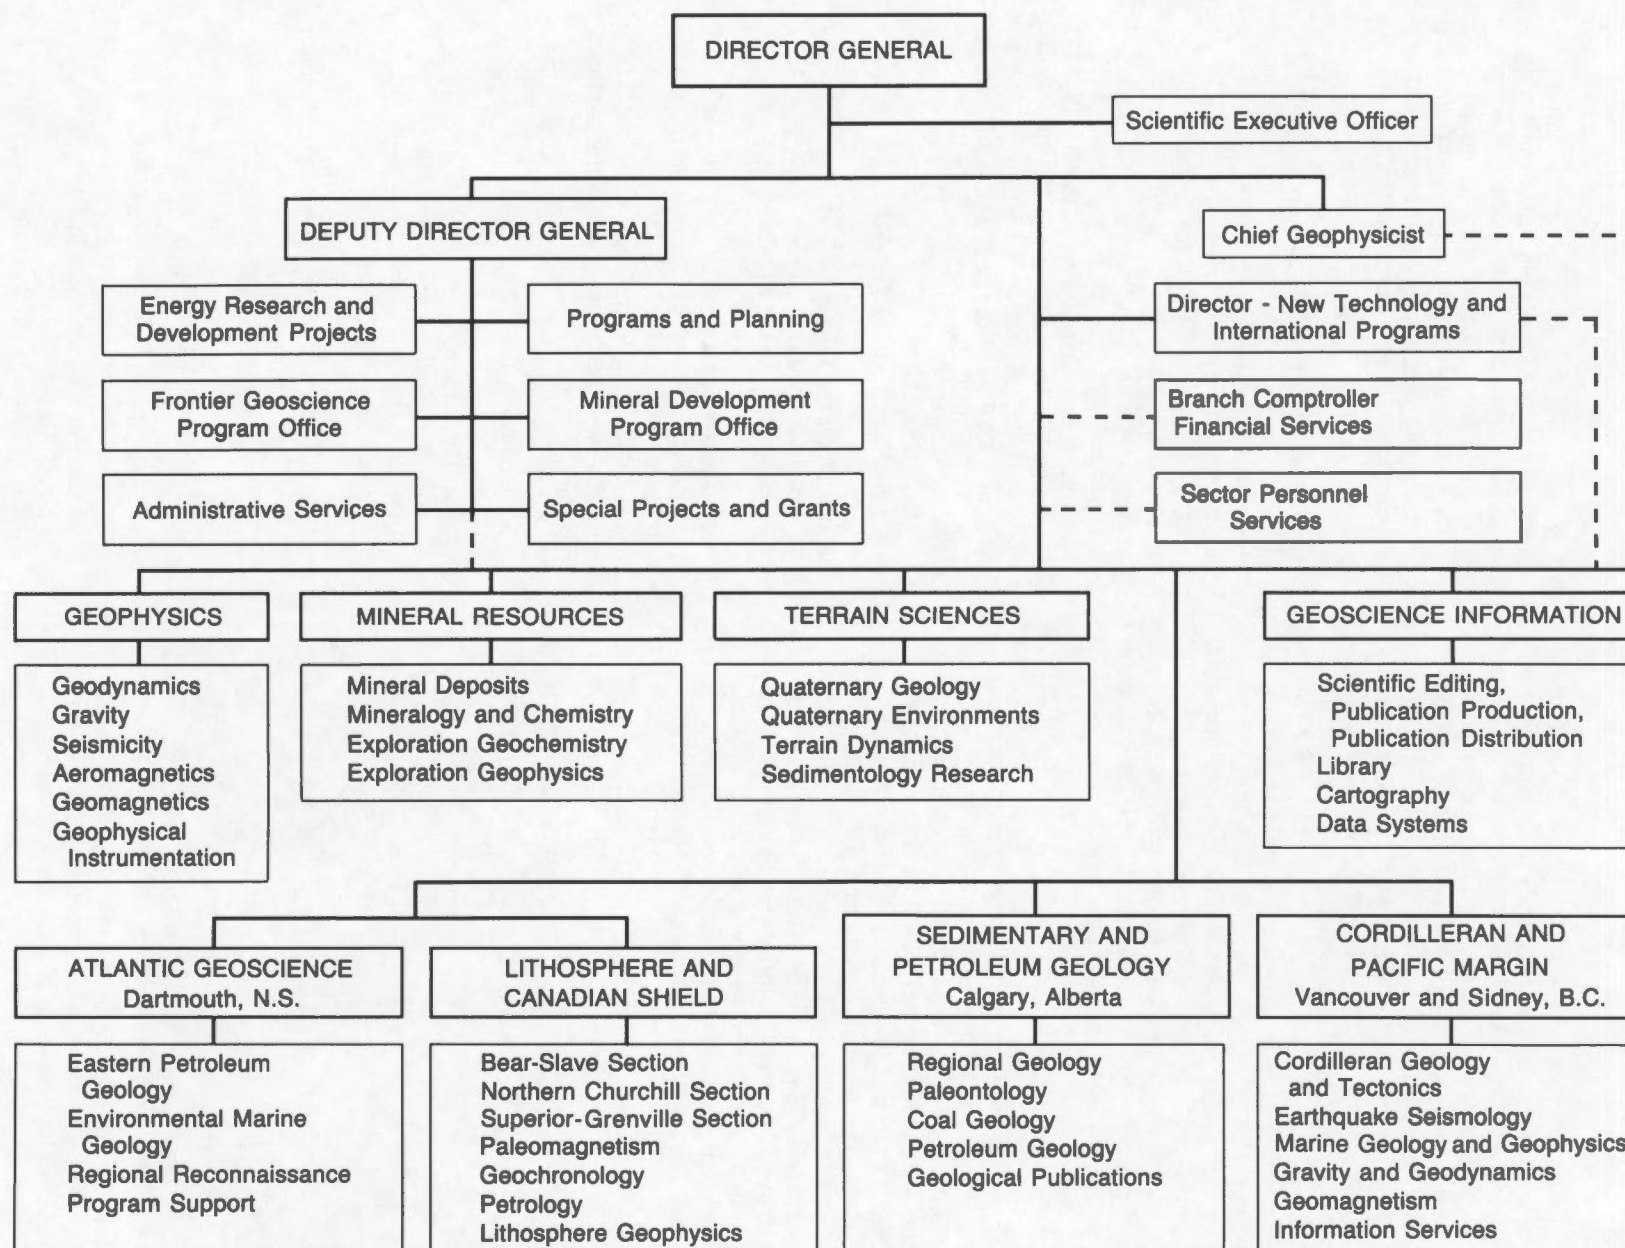 DIRECTOR GENERAL
Scientific Executive Officer
DEPUTY DIRECTOR GENERAL
Chief Geophysicist
Energy Research and
Development Projects
Programs and Planning
Director - New Technology and
International Programs
Frontier Geoscience
Program Office
Mineral Development
Program Office
Branch Comptroller
Financial Services
Administrative Services
Special Projects and Grants
Sector Personnel
Services
GEOPHYSICS
Geodynamics
Gravity
Seismicity
Aeromagnetics
Geomagnetics
Geophysical
Instrumentation
MINERAL RESOURCES
Mineral Deposits
Mineralogy and Chemistry
Exploration Geochemistry
Exploration Geophysics
TERRAIN SCIENCES
Quaternary Geology
Quaternary Environments
Terrain Dynamics
Sedimentology Research
GEOSCIENCE INFORMATION
Scientific Editing,
Publication Production,
Publication Distribution
Library
Cartography
Data Systems
ATLANTIC GEOSCIENCE
Dartmouth, N.S.
Eastern Petroleum
Geology
Environmental Marine
Geology
Regional Reconnaissance
Program Support
LITHOSPHERE AND
CANADIAN SHIELD
Bear-Slave Section
Northern Churchill Section
Superior-Grenville Section
Paleomagnetism
Geochronology
Petrology
Lithosphere Geophysics
SEDIMENTARY AND
PETROLEUM GEOLOGY
Calgary, Alberta
Regional Geology
Paleontology
Coal Geology
Petroleum Geology
Geological Publications
CORDILLERAN AND
PACIFIC MARGIN
Vancouver and Sidney, B.C.
Cordilleran Geology
and Tectonics
Earthquake Seismology
Marine Geology and Geophysics
Gravity and Geodynamics
Geomagnetism
Information Services